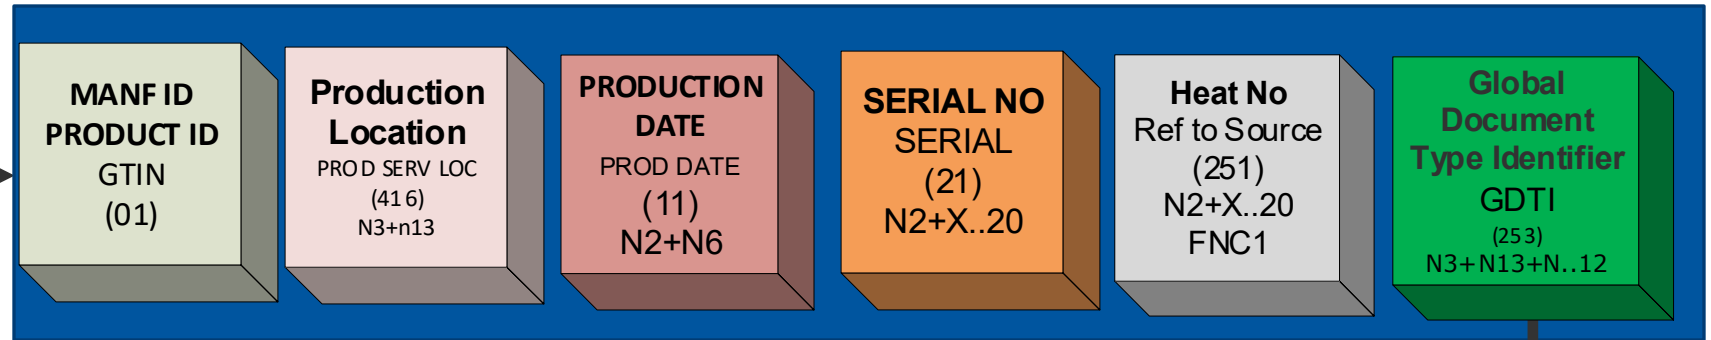 MANF ID
PRODUCT ID
GTIN
(01)
Production
Location
PROD SERV LOC
(416)
N3+n13
PRODUCTION
DATE
PROD DATE
(11)
N2+N6
SERIAL NO
SERIAL
(21)
N2+X..20
Heat No
Ref to Source
(251)
N2+X..20
FNC1
Global
Document
Type Identifier
GDTI
(253)
N3+N13+N..12